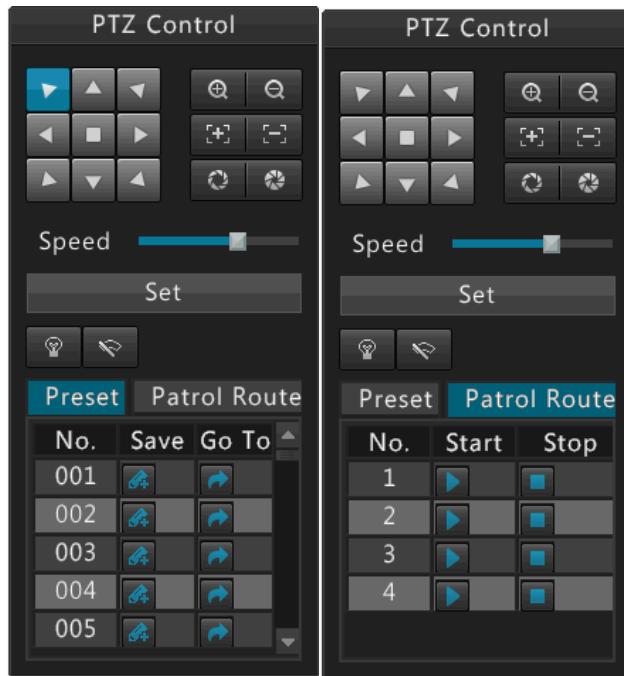 PTZ Control
Speed
Set
Preset Patrol Route
No. Save Go To
001
002
003
004
005
PTZ Control
Speed
Set
Preset Patrol Route
No. Start Stop
1
2
3
4